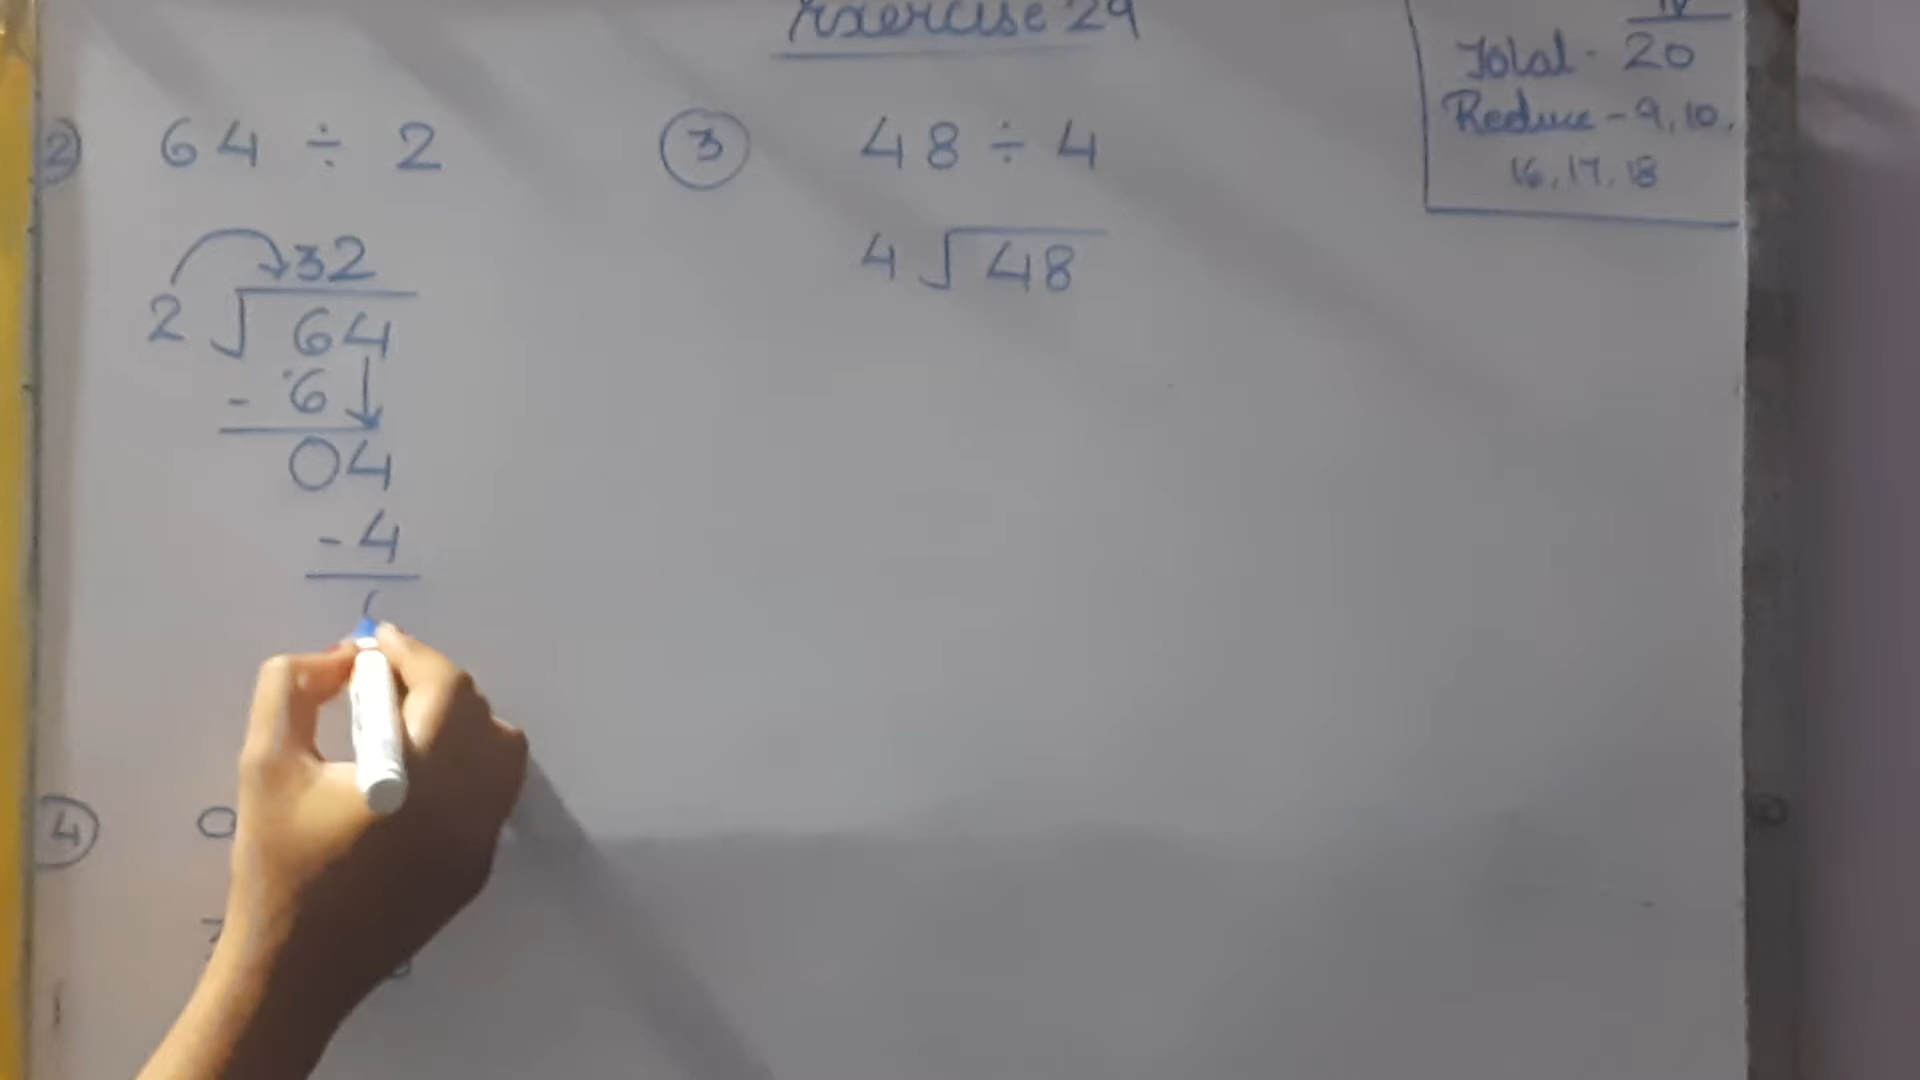 Exercise 29
Total - 20
Reduce - 9, 10,
16, 17, 18
2 64 ÷ 2
32
2 64
- 6
04
- 4
3 48 ÷ 4
4 48
4